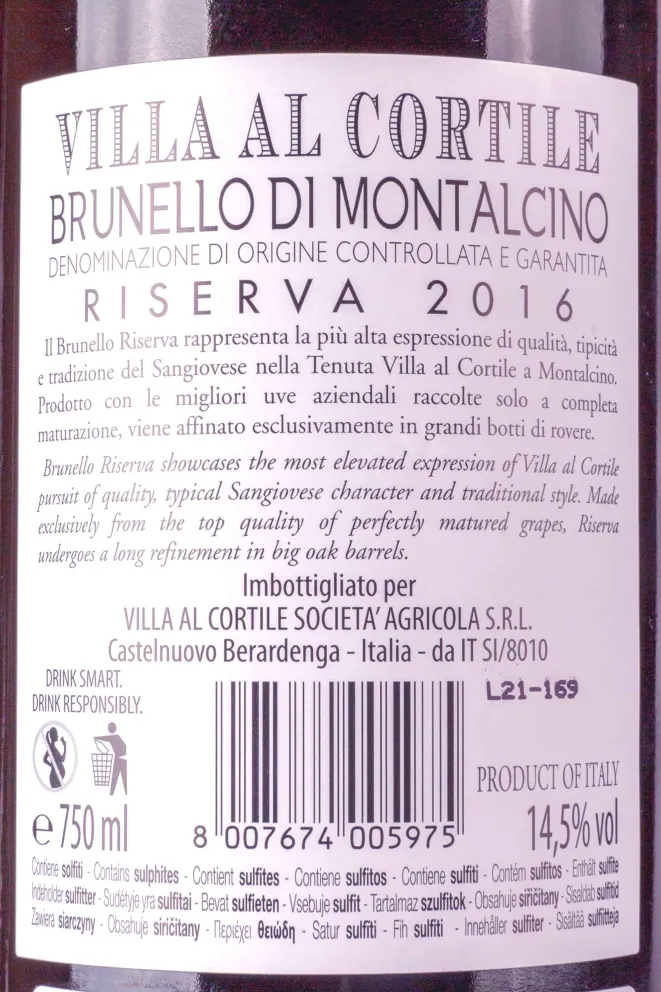 VILLA AL CORTILE
BRUNELLO DI MONTALCINO
DENOMINAZIONE DI ORIGINE CONTROLLATA E GARANTITA
RISERVA 2016
Il Brunello Riserva rappresenta la più alta espressione di qualità, tipicità
e tradizione del Sangiovese nella Tenuta Villa al Cortile a Montalcino.
Prodotto con le migliori uve aziendali raccolte solo a completa
maturazione, viene affinato esclusivamente in grandi botti di rovere.
Brunello Riserva showcases the most elevated expression of Villa al Cortile
pursuit of quality, typical Sangiovese character and traditional style. Made
exclusively from the top quality of perfectly matured grapes, Riserva
undergoes a long refinement in big oak barrels.
Imbottigliato per
VILLA AL CORTILE SOCIETA' AGRICOLA S.R.L.
Castelnuovo Berardenga - Italia - da IT SI/8010
DRINK SMART.
DRINK RESPONSIBLY.
L21-169
PRODUCT OF ITALY
e 750 ml
8 007674 005975
14,5% vol
Contiene solfiti - Contains sulphites - Contient sulfites - Contiene sulfitos - Contiene sulfiti - Contém sulfitos - Enthält sulfite
Indeholder sulfitter - Sudėtyje yra sulfitai - Bevat sulfieten - Vsebuje sulfit - Tartalmaz szulfitok - Obsahuje siřičitany - Sisaldab sulfitid
Zawiera siarczyny - Obsahuje siričitany - Περιέχει θειώδη - Satur sulfīti - Fih sulfiti - Innehåller sulfiter - Sisältää sulfiitteja